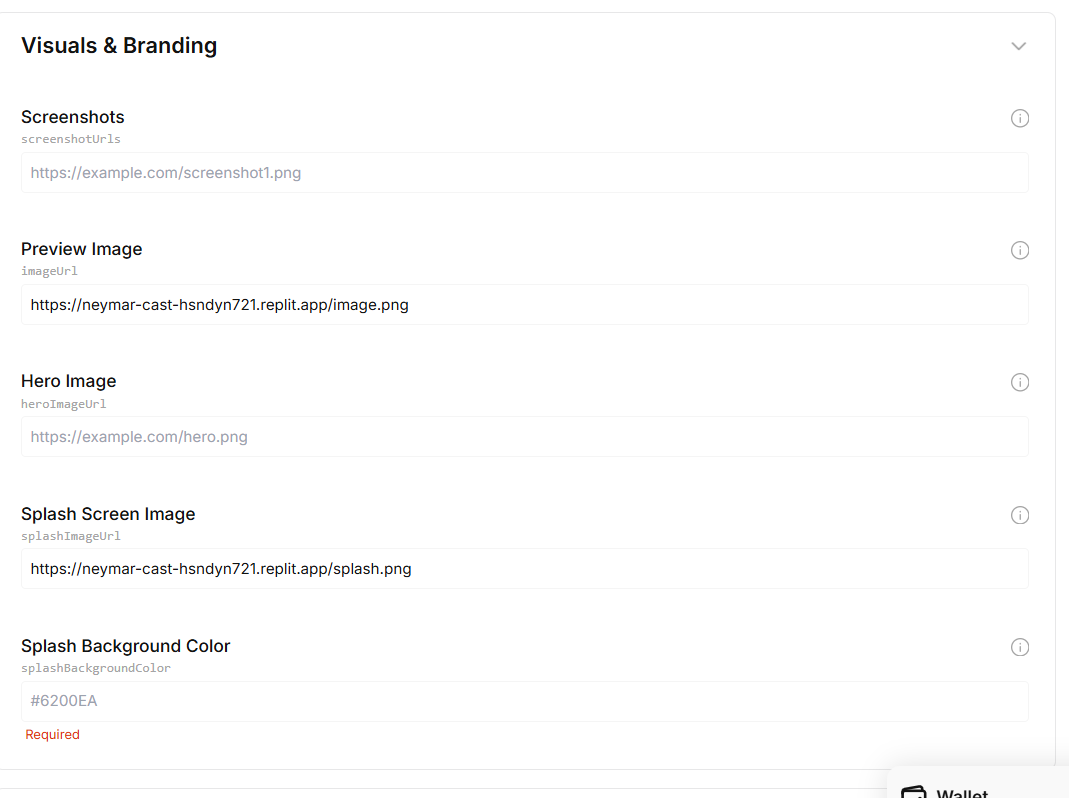 Visuals & Branding
Screenshots
screenshotUrls
https://example.com/screenshot1.png
Preview Image
imageUrl
https://neymar-cast-hsndyn721.replit.app/image.png
Hero Image
heroImageUrl
https://example.com/hero.png
Splash Screen Image
splashImageUrl
https://neymar-cast-hsndyn721.replit.app/splash.png
Splash Background Color
splashBackgroundColor
#6200EA
Required
Wallet